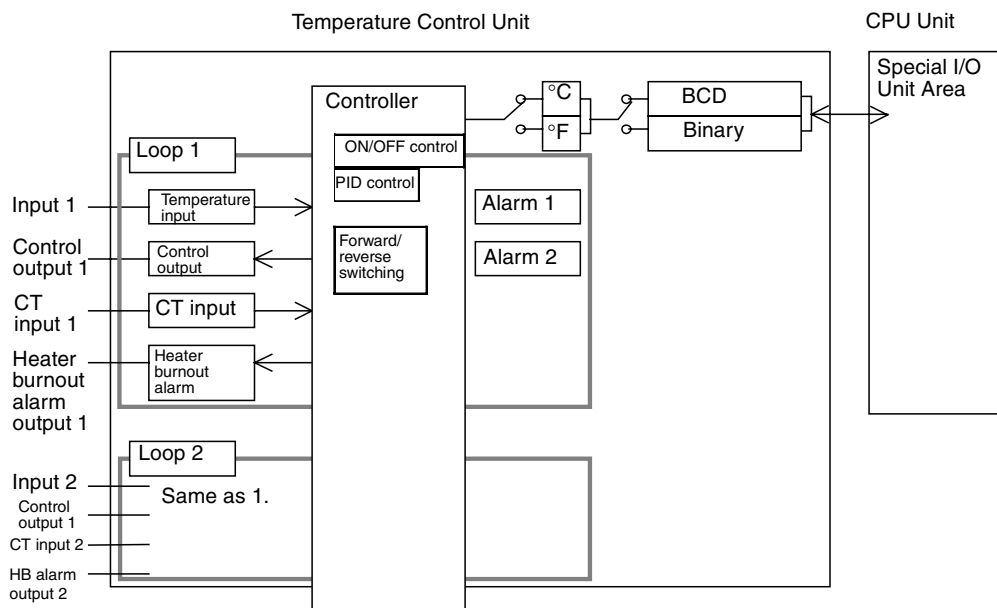 Temperature Control Unit
CPU Unit
Special I/O
Unit Area
Controller
°C
°F
BCD
Binary
ON/OFF control
PID control
Forward/
reverse
switching
Loop 1
Input 1
Temperature
input
Control
output 1
Control
output
CT
input 1
CT input
Heater
burnout
alarm
output 1
Heater
burnout
alarm
Alarm 1
Alarm 2
Loop 2
Input 2
Same as 1.
Control
output 1
CT input 2
HB alarm
output 2